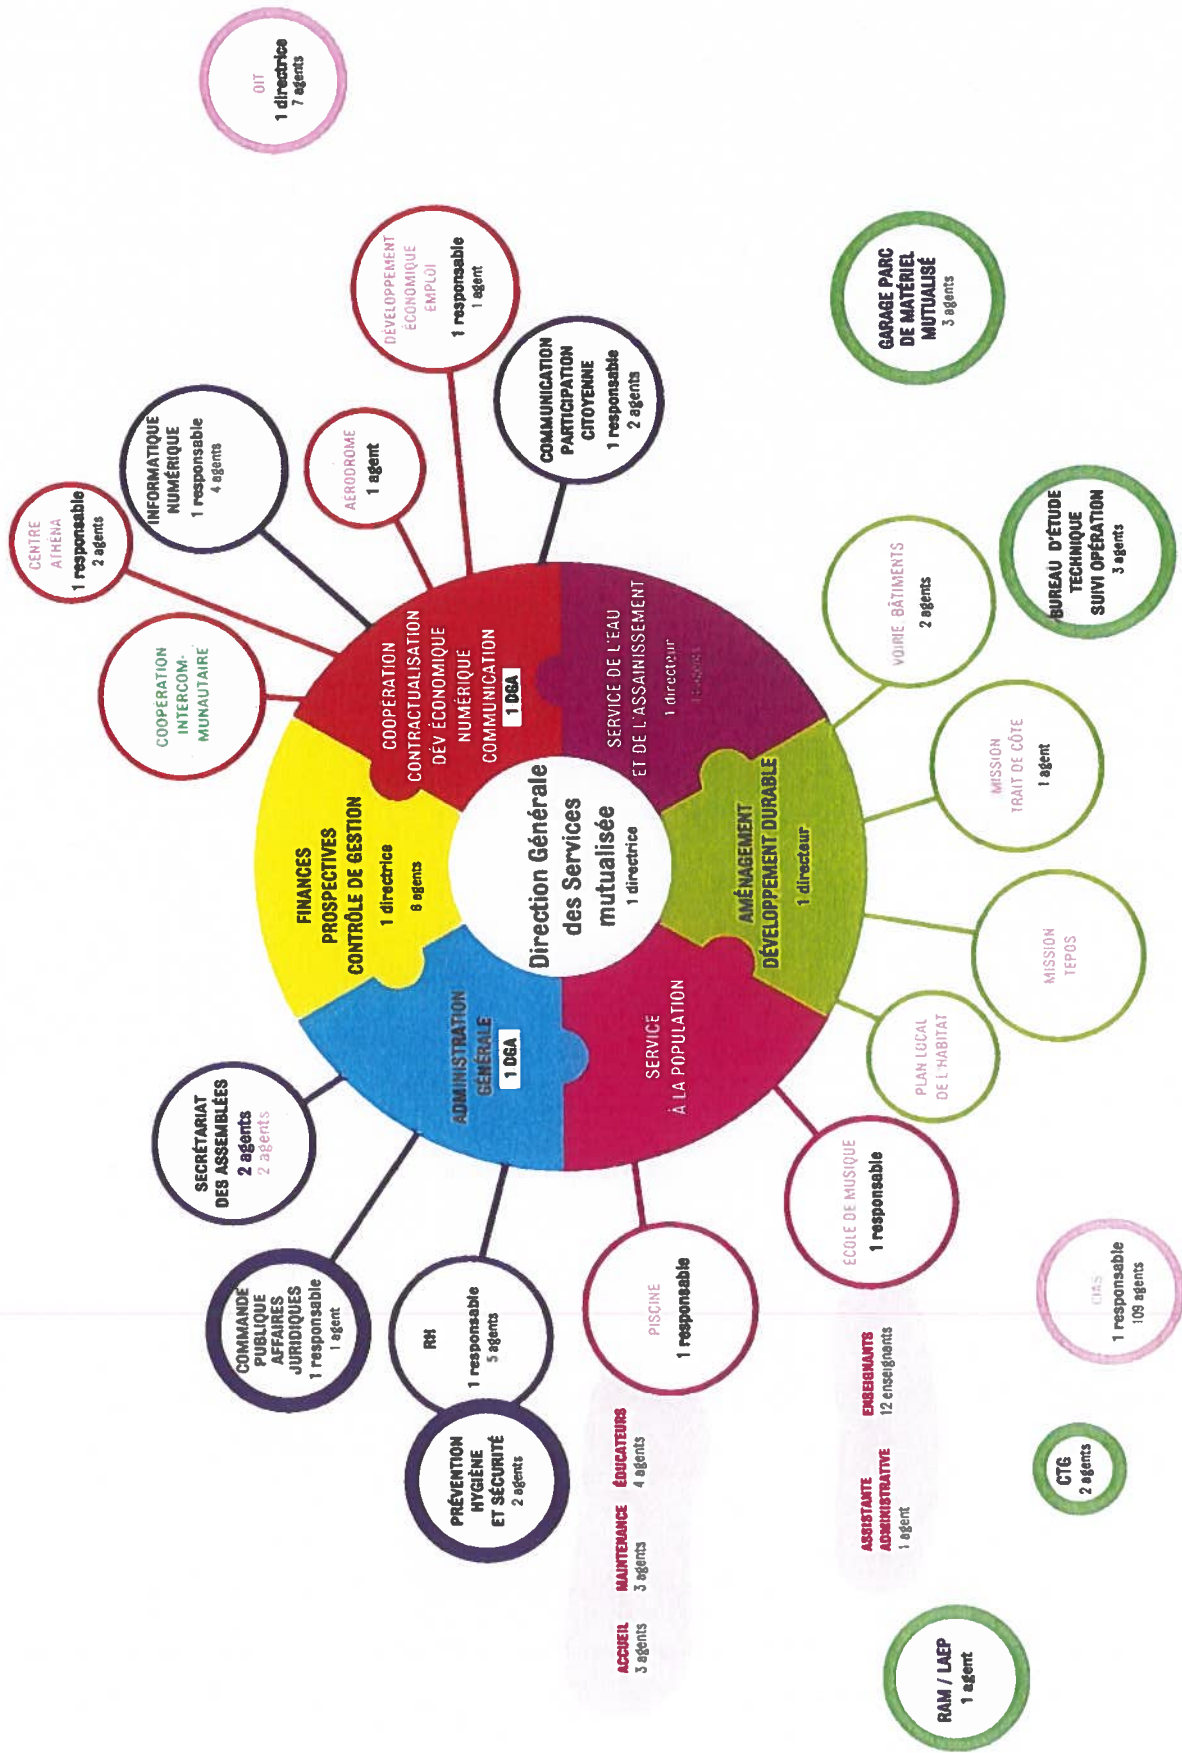 OIT
1 directrice
7 agents
DÉVELOPPEMENT
ÉCONOMIQUE
EMPLOI
1 responsable
1 agent
GARAGE PARC
DE MATÉRIEL
MUTUALISÉ
3 agents
COMMUNICATION
PARTICIPATION
CITOYENNE
1 responsable
2 agents
AÉRODROME
1 agent
INFORMATIQUE
NUMÉRIQUE
1 responsable
4 agents
CENTRE
ATHÉNA
1 responsable
2 agents
COOPÉRATION
INTERCOM-
MUNAUTAIRE
BUREAU D'ÉTUDE
TECHNIQUE
SUIVI OPÉRATION
3 agents
VOIRIE BÂTIMENTS
2 agents
MISSION
TRAIT DE CÔTE
1 agent
MISSION
TEPOS
PLAN LOCAL
DE L'HABITAT
COOPÉRATION
CONTRACTUALISATION
DÉV ÉCONOMIQUE
NUMÉRIQUE
COMMUNICATION
1 DGA
SERVICE DE L'EAU
ET DE L'ASSAINISSEMENT
1 directeur
FINANCES
PROSPECTIVES
CONTRÔLE DE GESTION
1 directrice
6 agents
Direction Générale
des Services
mutualisée
1 directrice
AMÉNAGEMENT
DÉVELOPPEMENT DURABLE
1 directeur
ADMINISTRATION
GÉNÉRALE
1 DGA
SERVICE
À LA POPULATION
SECRÉTARIAT
DES ASSEMBLÉES
2 agents
2 agents
COMMANDE
PUBLIQUE
AFFAIRES
JURIDIQUES
1 responsable
1 agent
RH
1 responsable
5 agents
PRÉVENTION
HYGIÈNE
ET SÉCURITÉ
2 agents
PISCINE
1 responsable
ACCUEIL
3 agents
MAINTENANCE
3 agents
ÉDUCATEURS
4 agents
ECOLE DE MUSIQUE
1 responsable
ASSISTANTE
ADMINISTRATIVE
1 agent
ENSEIGNANTS
12 enseignants
CIAS
1 responsable
109 agents
CTG
2 agents
RAM / LAEP
1 agent